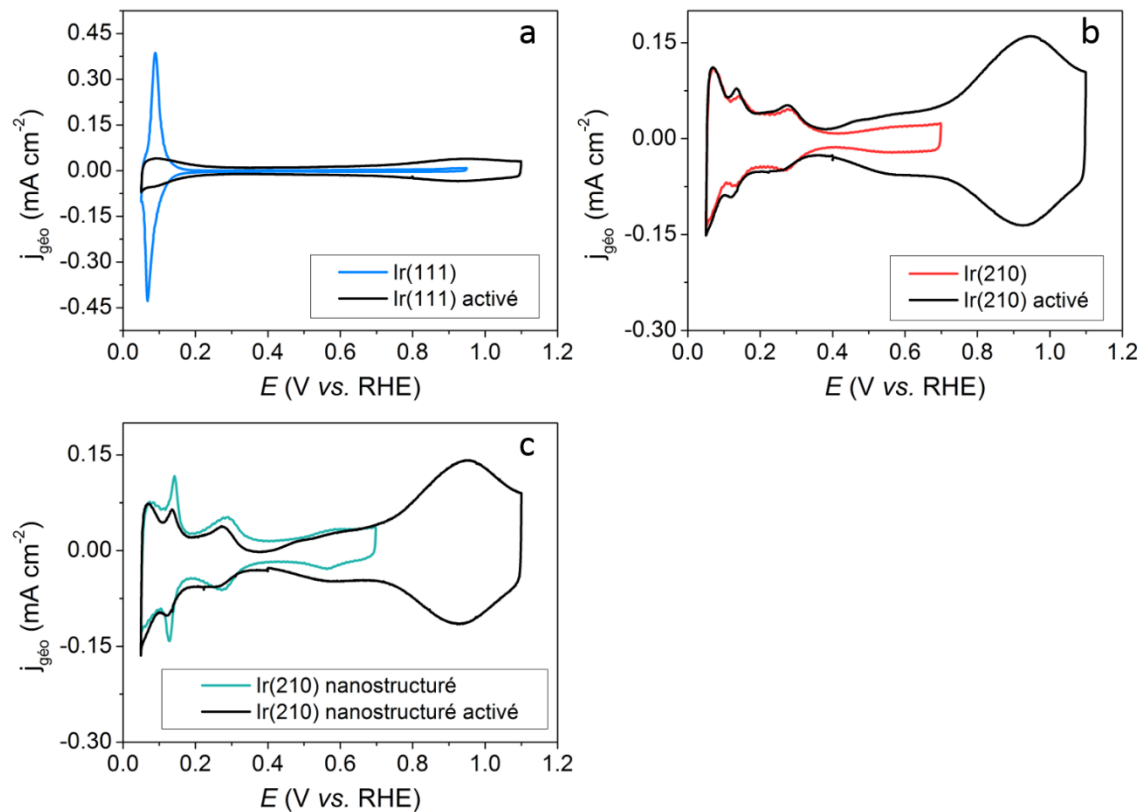 a
0.45
0.30
0.15
0.00
-0.15
-0.30
-0.45
j géo (mA cm-2)
Ir(111)
Ir(111) activé
0.0 0.2 0.4 0.6 0.8 1.0 1.2
E (V vs. RHE)
b
0.15
0.00
-0.15
-0.30
j géo (mA cm-2)
Ir(210)
Ir(210) activé
0.0 0.2 0.4 0.6 0.8 1.0 1.2
E (V vs. RHE)
c
0.15
0.00
-0.15
-0.30
j géo (mA cm-2)
Ir(210) nanostructuré
Ir(210) nanostructuré activé
0.0 0.2 0.4 0.6 0.8 1.0 1.2
E (V vs. RHE)